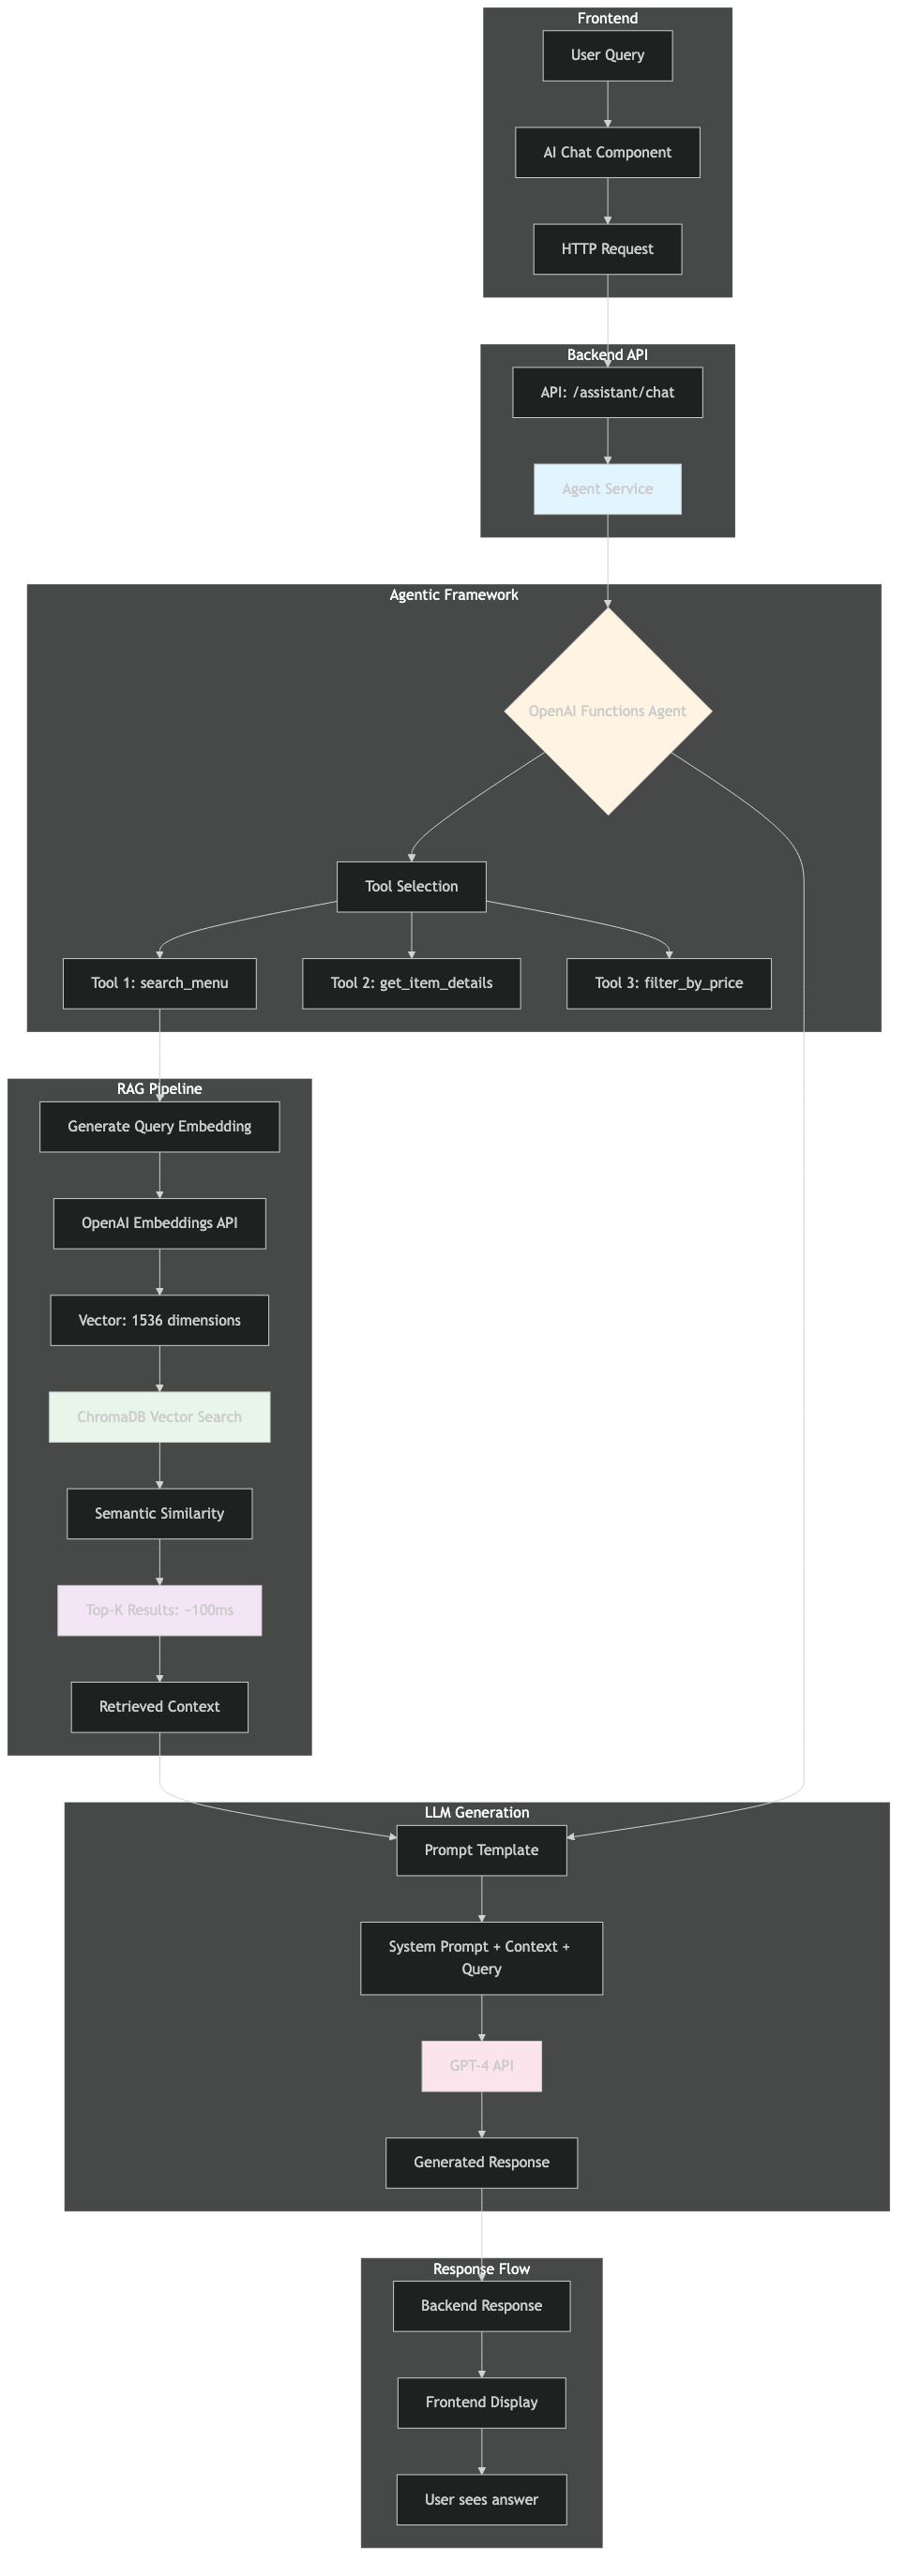 Frontend
User Query
AI Chat Component
HTTP Request
Backend API
API: /assistant/chat
Agent Service
Agentic Framework
OpenAI Functions Agent
Tool Selection
Tool 1: search_menu
Tool 2: get_item_details
Tool 3: filter_by_price
RAG Pipeline
Generate Query Embedding
OpenAI Embeddings API
Vector: 1536 dimensions
ChromaDB Vector Search
Semantic Similarity
Top-K Results: ~100ms
Retrieved Context
LLM Generation
Prompt Template
System Prompt + Context +
Query
GPT-4 API
Generated Response
Response Flow
Backend Response
Frontend Display
User sees answer